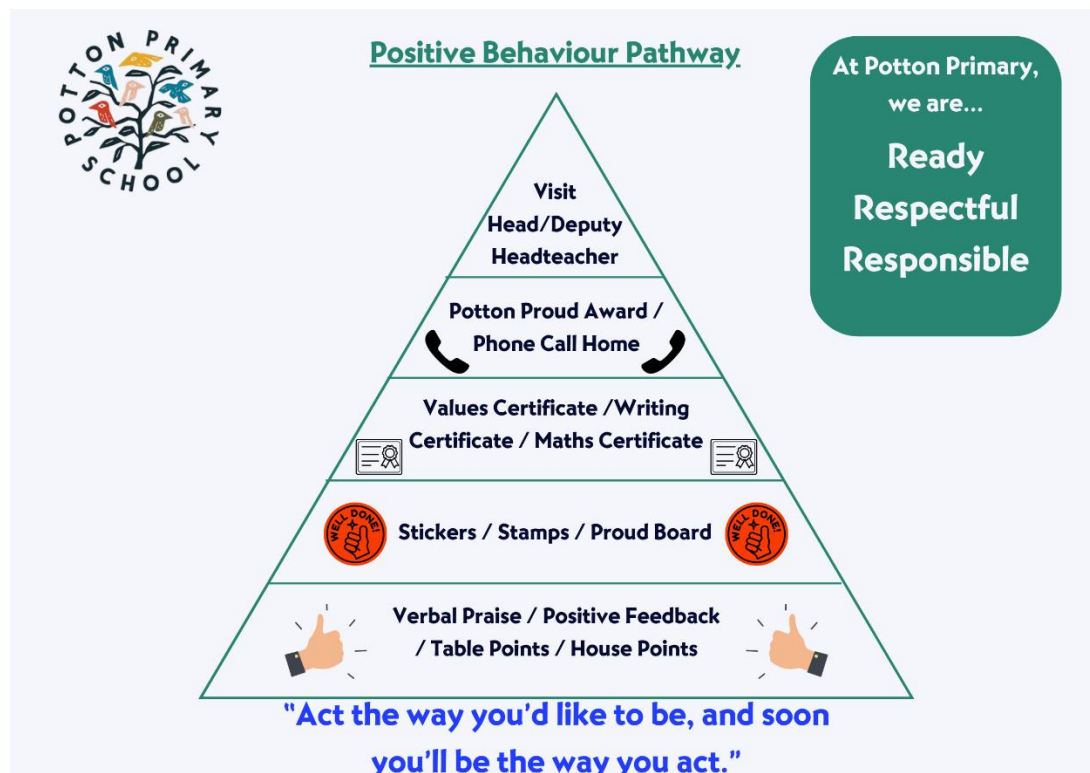 POTTON PRIMARY SCHOOL
Positive Behaviour Pathway
At Potton Primary,
we are...
Ready
Respectful
Responsible
Visit
Head/Deputy
Headteacher
Potton Proud Award /
Phone Call Home
Values Certificate /Writing
Certificate / Maths Certificate
WELL DONE!
Stickers / Stamps / Proud Board
WELL DONE!
Verbal Praise / Positive Feedback
/ Table Points / House Points
"Act the way you'd like to be, and soon
you'll be the way you act."